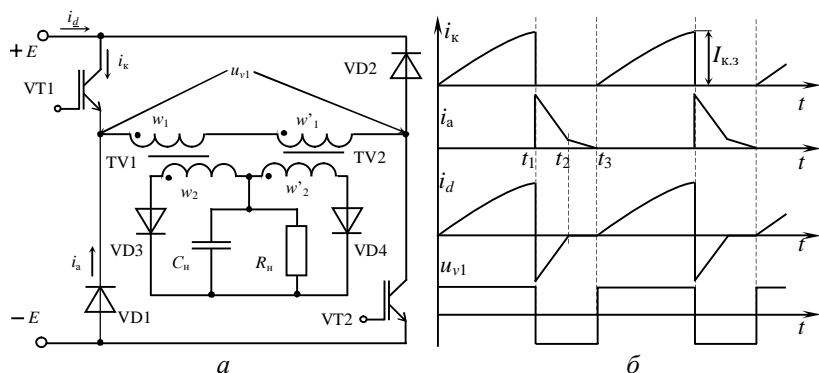 i_d
+ E
i_к
VT1
u_v1
VD2
w_1
w'_1
TV1
TV2
w_2
w'_2
VD3
C_н
R_н
VD4
i_а
VD1
VT2
− E
а
i_к
I_к.з
t
i_а
t_1
t_2
t_3
t
i_d
t
u_v1
t
б